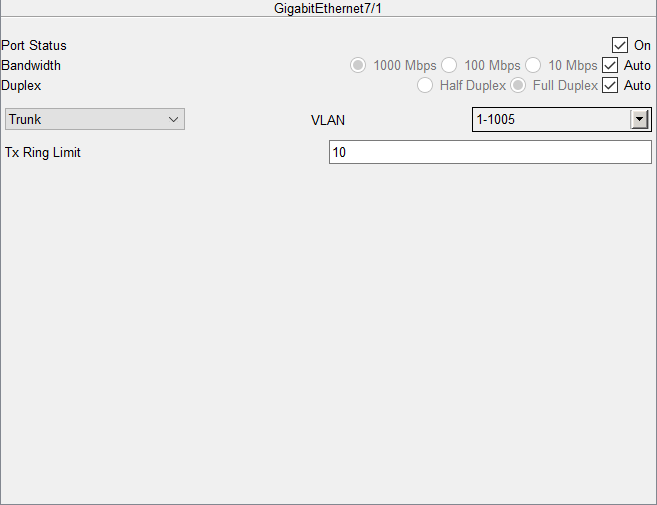 GigabitEthernet7/1
Port Status On
Bandwidth 1000 Mbps 100 Mbps 10 Mbps Auto
Duplex Half Duplex Full Duplex Auto
Trunk VLAN 1-1005
Tx Ring Limit 10